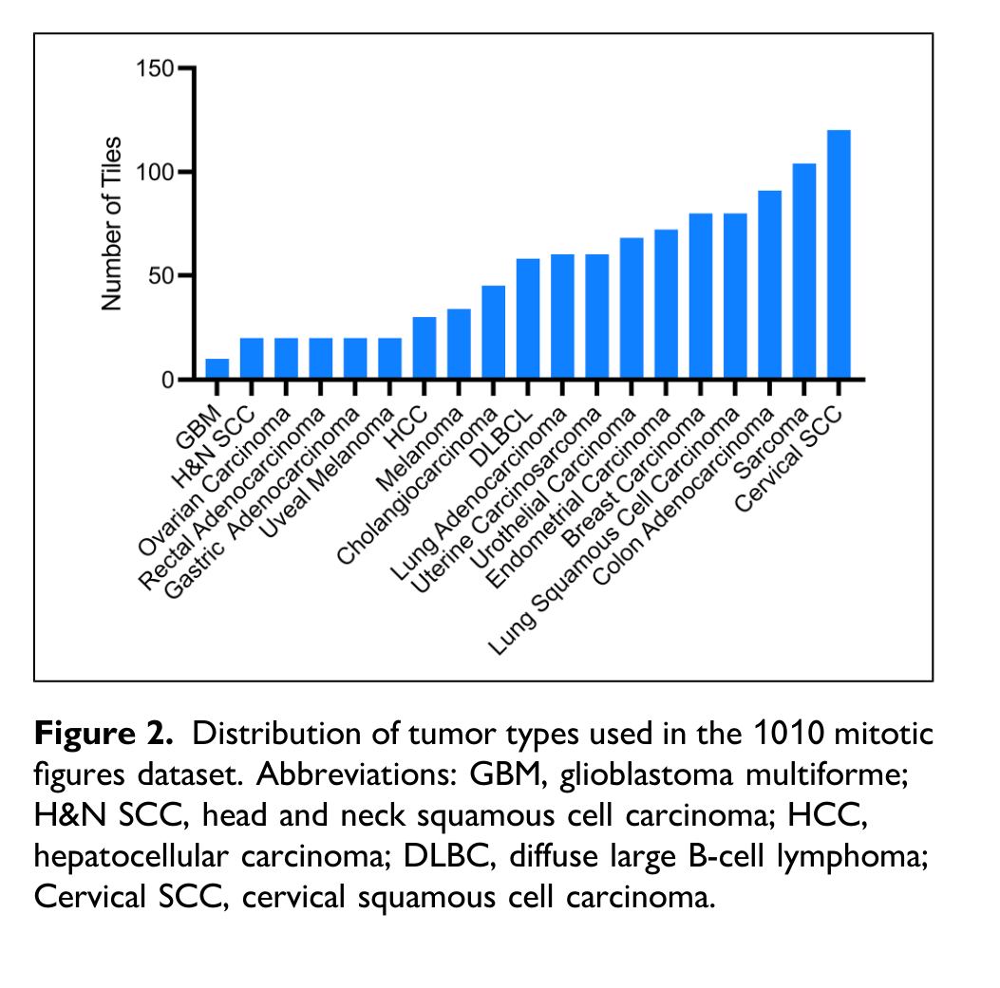 150
100
50
0
Number of Tiles
GBM
H&N SCC
Ovarian Carcinoma
Rectal Adenocarcinoma
Gastric Adenocarcinoma
Uveal Melanoma
HCC
Melanoma
Cholangiocarcinoma
DLBCL
Lung Adenocarcinoma
Uterine Carcinosarcoma
Urothelial Carcinoma
Endometrial Carcinoma
Breast Carcinoma
Lung Squamous Cell Carcinoma
Colon Adenocarcinoma
Sarcoma
Cervical SCC
Figure 2. Distribution of tumor types used in the 1010 mitotic
figures dataset. Abbreviations: GBM, glioblastoma multiforme;
H&N SCC, head and neck squamous cell carcinoma; HCC,
hepatocellular carcinoma; DLBC, diffuse large B-cell lymphoma;
Cervical SCC, cervical squamous cell carcinoma.